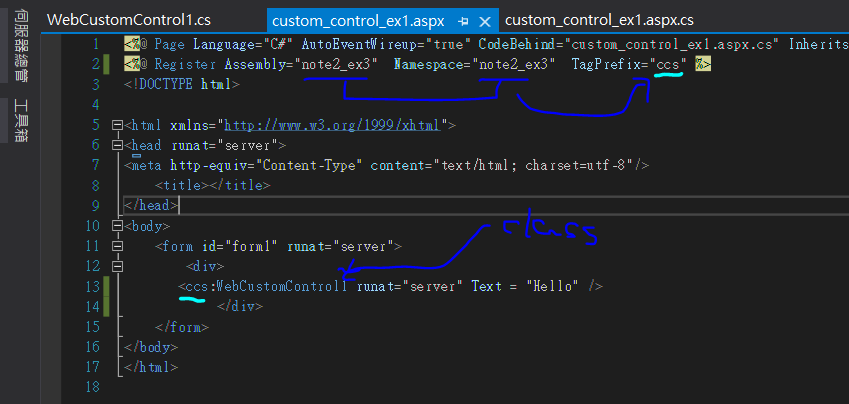 WebCustomControl1.cs custom_control_ex1.aspx custom_control_ex1.aspx.cs
伺服器總管
工具箱
1 <%@ Page Language="C#" AutoEventWireup="true" CodeBehind="custom_control_ex1.aspx.cs" Inherits
2 <%@ Register Assembly="note2_ex3" Namespace="note2_ex3" TagPrefix="ccs" %>
3 <!DOCTYPE html>
4
5 <html xmlns="http://www.w3.org/1999/xhtml">
6 <head runat="server">
7 <meta http-equiv="Content-Type" content="text/html; charset=utf-8"/>
8 <title></title>
9 </head>
10 <body>
class
11 <form id="form1" runat="server">
12 <div>
13 <ccs:WebCustomControl1 runat="server" Text = "Hello" />
14 </div>
15 </form>
16 </body>
17 </html>
18